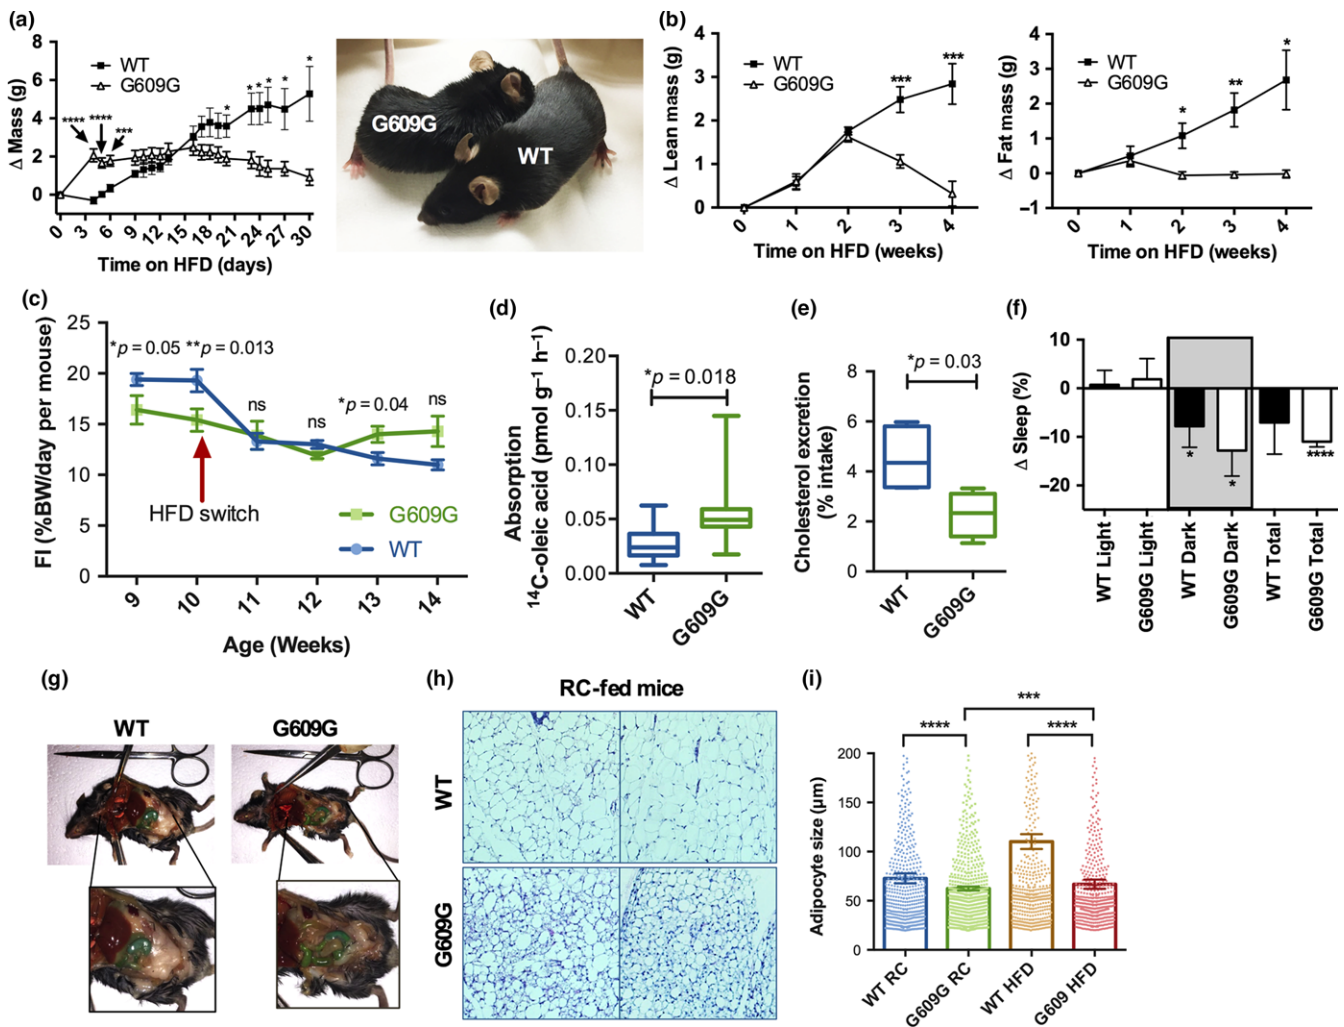 (a)
Δ Mass (g)
8
6
4
2
0
WT
G609G
**** **** ***
* * * * * *
0 3 6 9 12 15 18 21 24 27 30
Time on HFD (days)
G609G
WT
(b)
Δ Lean mass (g)
4
3
2
1
0
WT
G609G
*** ***
0 1 2 3 4
Time on HFD (weeks)
Δ Fat mass (g)
4
3
2
1
0
–1
WT
G609G
* ** *
0 1 2 3 4
Time on HFD (weeks)
(c)
FI (%BW/day per mouse)
25
20
15
10
5
0
*p = 0.05 **p = 0.013
ns
ns
*p = 0.04
ns
HFD switch
G609G
WT
9 10 11 12 13 14
Age (Weeks)
(d)
Absorption
14C-oleic acid (pmol g–1 h–1)
0.20
0.15
0.10
0.05
0.00
*p = 0.018
WT G609G
(e)
Cholesterol excretion
(% intake)
8
6
4
2
0
*p = 0.03
WT G609G
(f)
Δ Sleep (%)
10
0
–10
–20
* * ****
WT Light
G609G Light
WT Dark
G609G Dark
WT Total
G609G Total
(g)
WT G609G
(h)
RC-fed mice
WT
G609G
(i)
*** 
**** ****
Adipocyte size (µm)
200
150
100
50
0
WT RC
G609G RC
WT HFD
G609 HFD